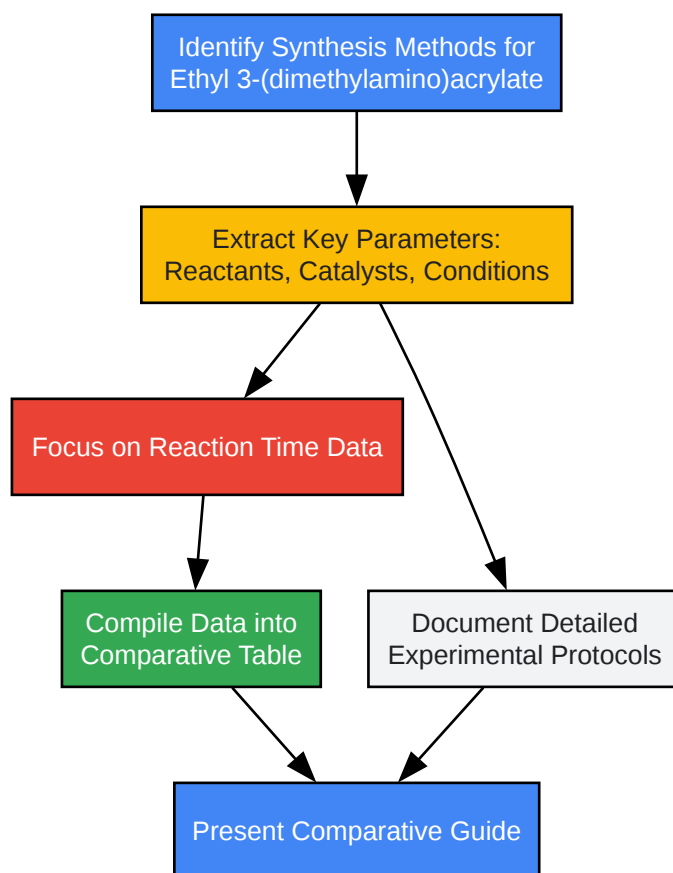 Identify Synthesis Methods for
Ethyl 3-(dimethylamino)acrylate
Extract Key Parameters:
Reactants, Catalysts, Conditions
Focus on Reaction Time Data
Compile Data into
Comparative Table
Document Detailed
Experimental Protocols
Present Comparative Guide